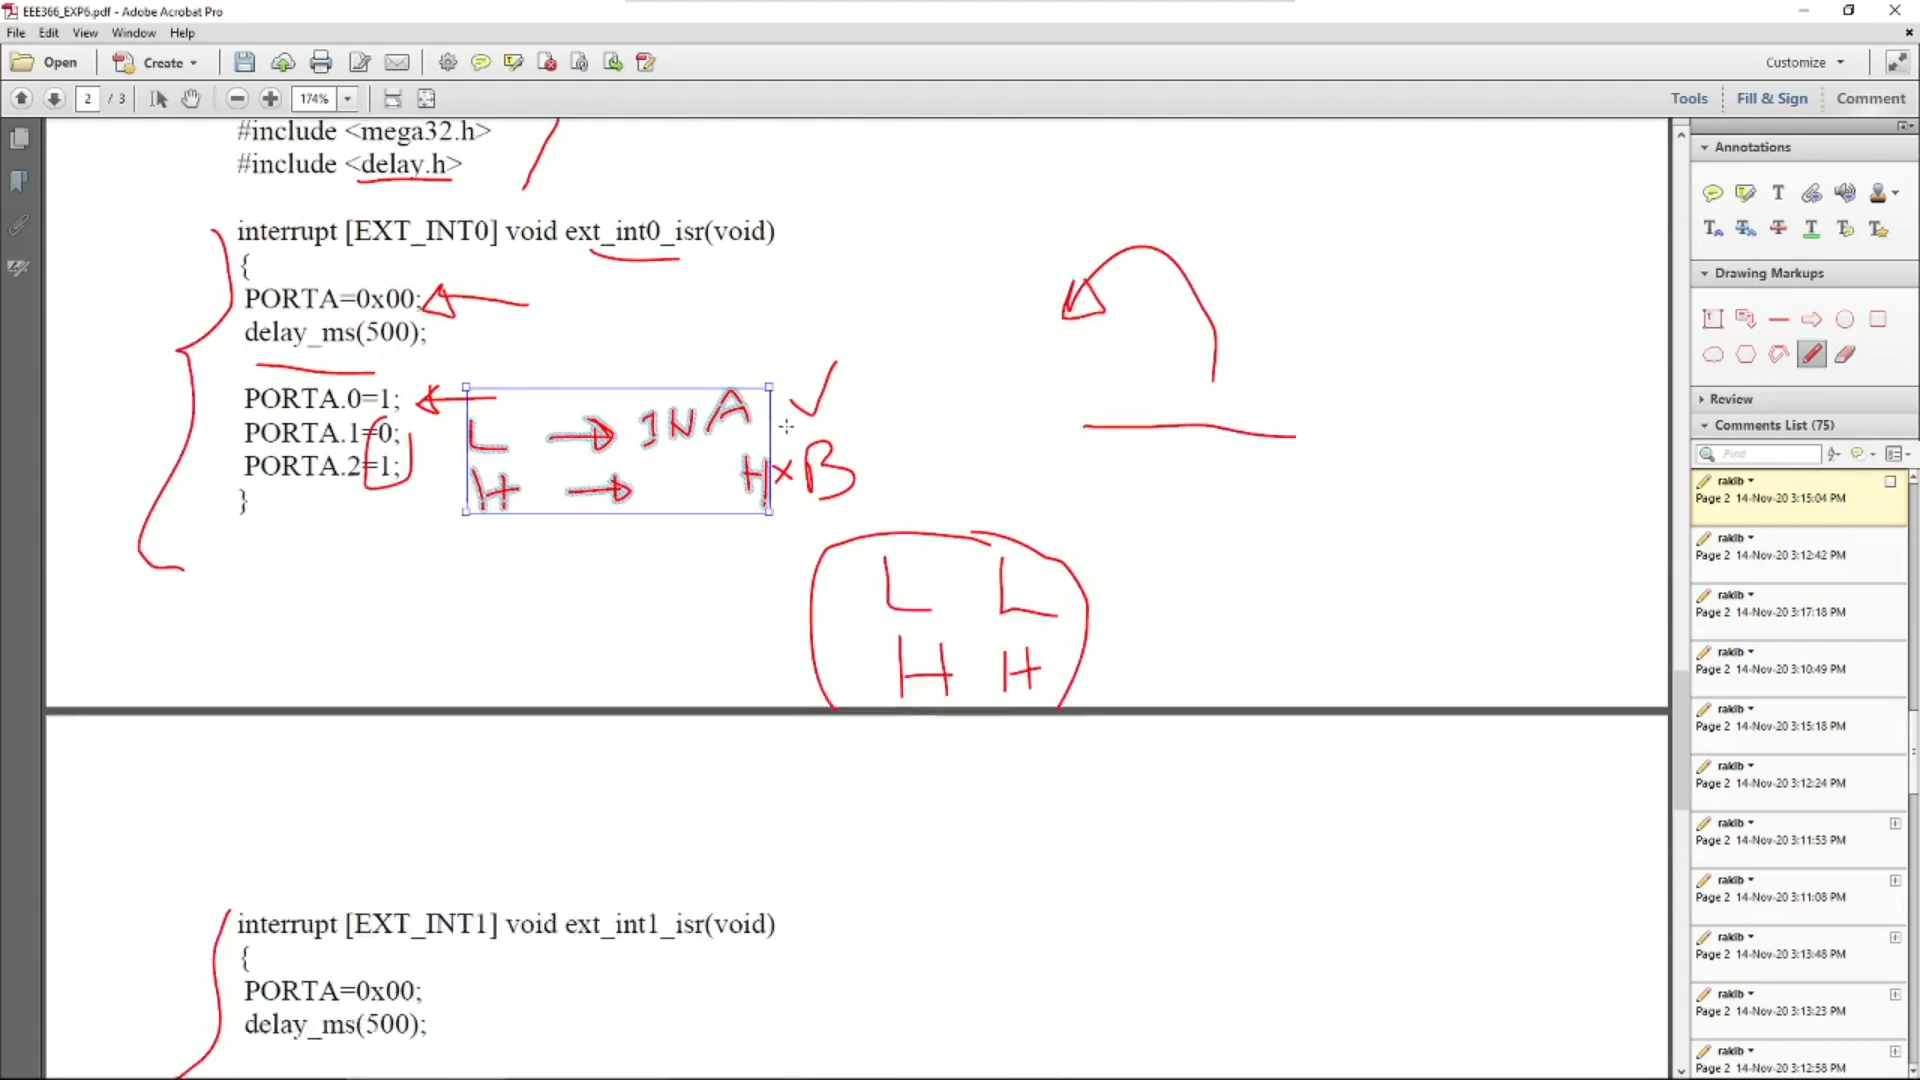 EEE366_EXP6.pdf - Adobe Acrobat Pro
File Edit View Window Help
Open Create Customize
2 / 3 174% Tools Fill & Sign Comment
#include <mega32.h>
#include <delay.h>
interrupt [EXT_INT0] void ext_int0_isr(void)
{
PORTA=0x00;
delay_ms(500);
PORTA.0=1;
PORTA.1=0;
PORTA.2=1;
}
L → IN A ✓
H → H × B
L L
H H
interrupt [EXT_INT1] void ext_int1_isr(void)
{
PORTA=0x00;
delay_ms(500);
Annotations
Drawing Markups
Review
Comments List (75)
Find
rakib
Page 2 14-Nov-20 3:15:04 PM
rakib
Page 2 14-Nov-20 3:12:42 PM
rakib
Page 2 14-Nov-20 3:17:18 PM
rakib
Page 2 14-Nov-20 3:10:49 PM
rakib
Page 2 14-Nov-20 3:15:18 PM
rakib
Page 2 14-Nov-20 3:12:24 PM
rakib
Page 2 14-Nov-20 3:11:53 PM
rakib
Page 2 14-Nov-20 3:11:08 PM
rakib
Page 2 14-Nov-20 3:13:48 PM
rakib
Page 2 14-Nov-20 3:13:23 PM
rakib
Page 2 14-Nov-20 3:12:58 PM